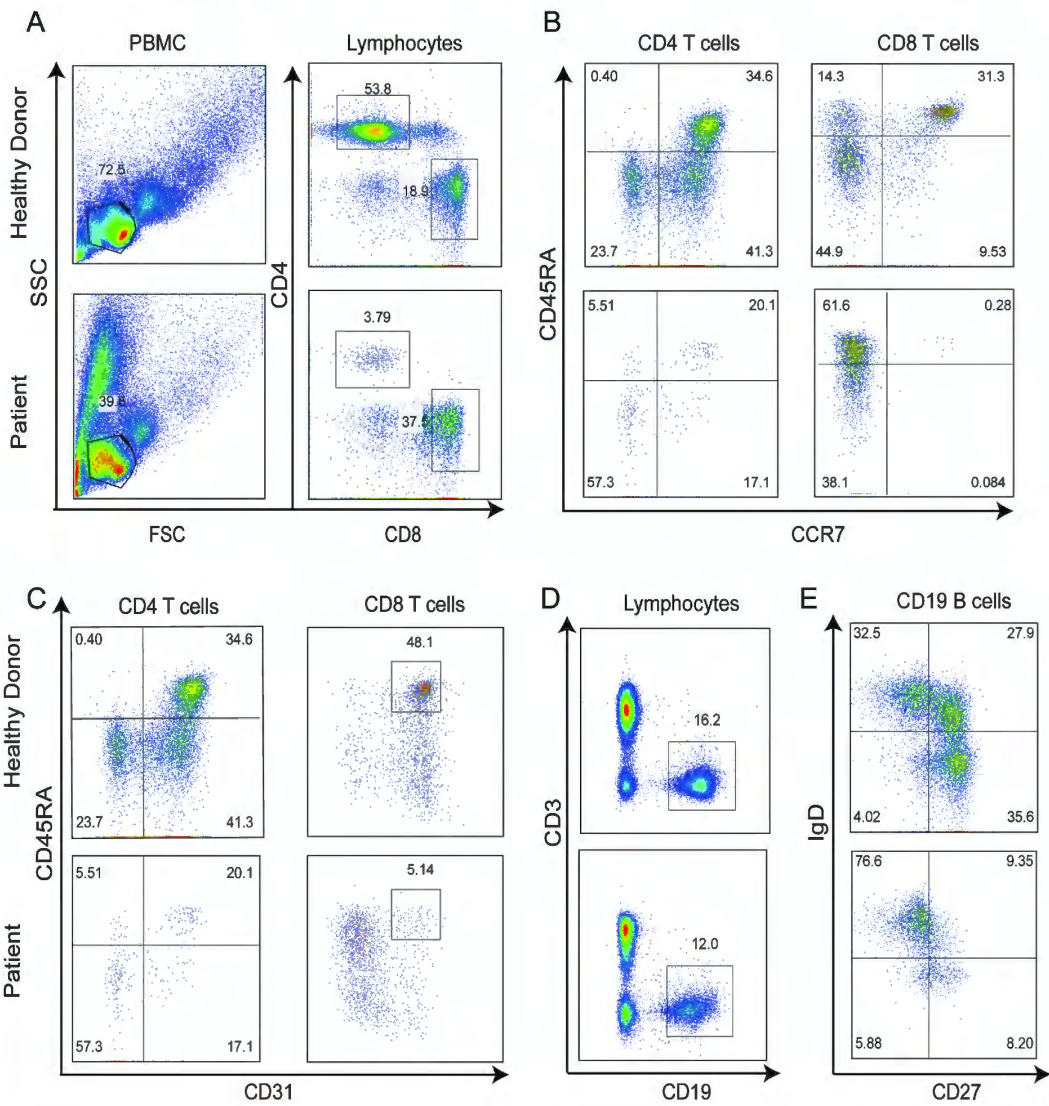 A
PBMC
Lymphocytes
Healthy Donor
Patient
SSC
FSC
72.5
39.8
CD4
CD8
53.8
18.9
3.79
37.5
B
CD4 T cells
CD8 T cells
CD45RA
CCR7
0.40
34.6
23.7
41.3
14.3
31.3
44.9
9.53
5.51
20.1
57.3
17.1
61.6
0.28
38.1
0.084
C
CD4 T cells
CD8 T cells
Healthy Donor
Patient
CD45RA
CD31
0.40
34.6
23.7
41.3
48.1
5.51
20.1
57.3
17.1
5.14
D
Lymphocytes
CD3
CD19
16.2
12.0
E
CD19 B cells
IgD
CD27
32.5
27.9
4.02
35.6
76.6
9.35
5.88
8.20